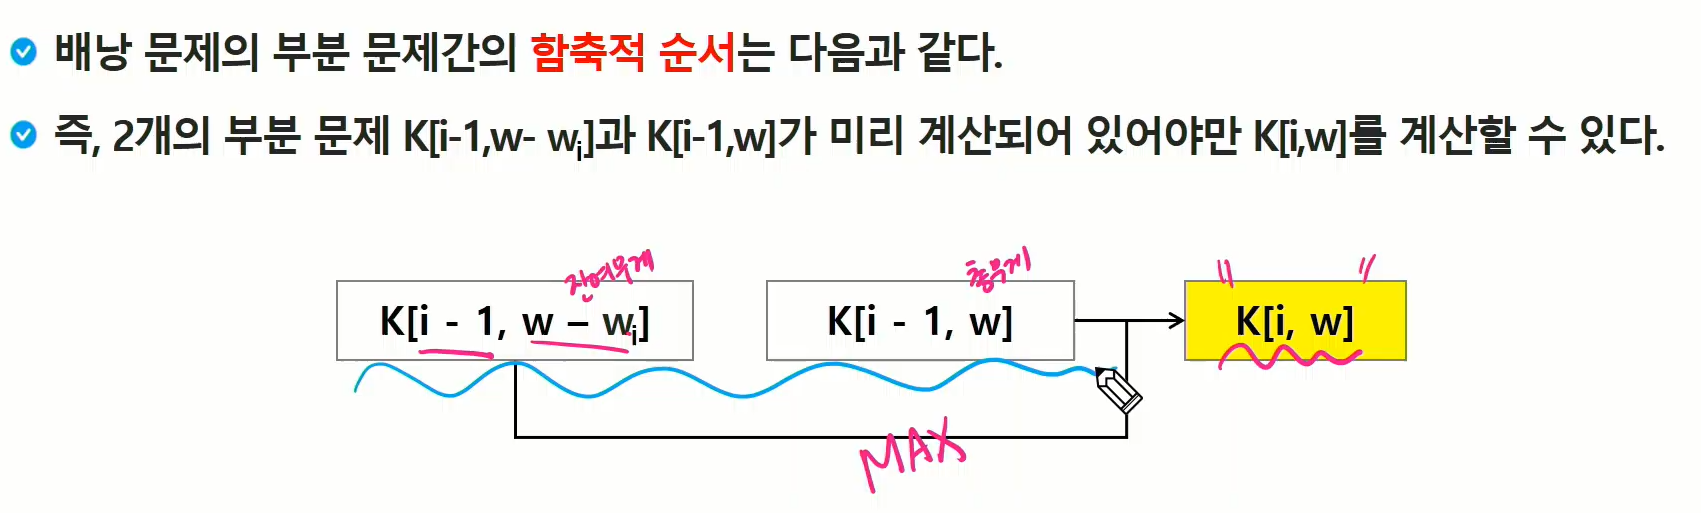 배낭 문제의 부분 문제간의 함축적 순서는 다음과 같다.
즉, 2개의 부분 문제 K[i-1,w- wi]과 K[i-1,w]가 미리 계산되어 있어야만 K[i,w]를 계산할 수 있다.
잔여무게
총무게
K[i - 1, w – wi]
K[i - 1, w]
K[i, w]
MAX